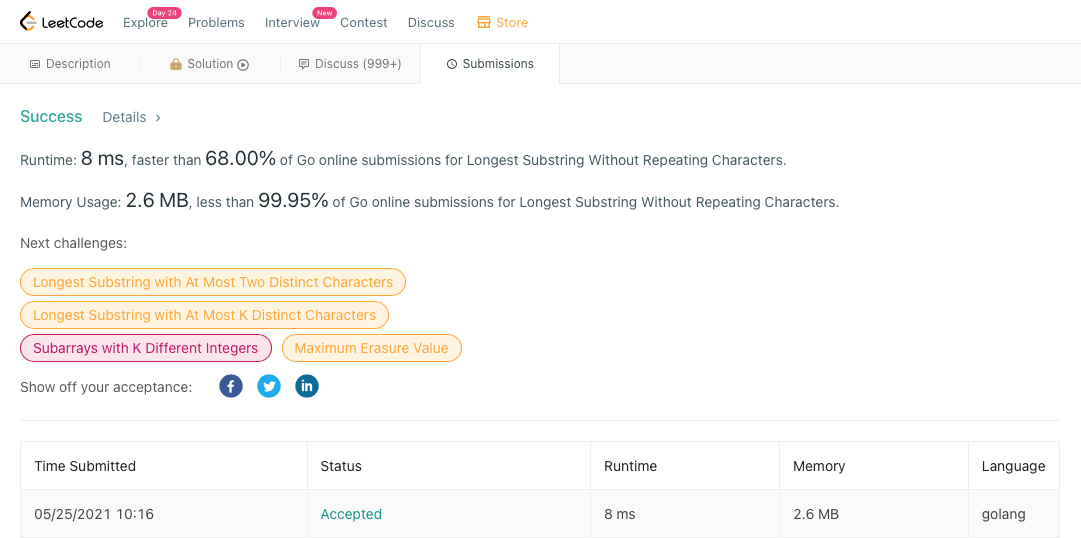 LeetCode Explore Day 24 Problems Interview New Contest Discuss Store
Description Solution Discuss (999+) Submissions
Success Details ›
Runtime: 8 ms, faster than 68.00% of Go online submissions for Longest Substring Without Repeating Characters.
Memory Usage: 2.6 MB, less than 99.95% of Go online submissions for Longest Substring Without Repeating Characters.
Next challenges:
Longest Substring with At Most Two Distinct Characters
Longest Substring with At Most K Distinct Characters
Subarrays with K Different Integers Maximum Erasure Value
Show off your acceptance:
Time Submitted Status Runtime Memory Language
05/25/2021 10:16 Accepted 8 ms 2.6 MB golang